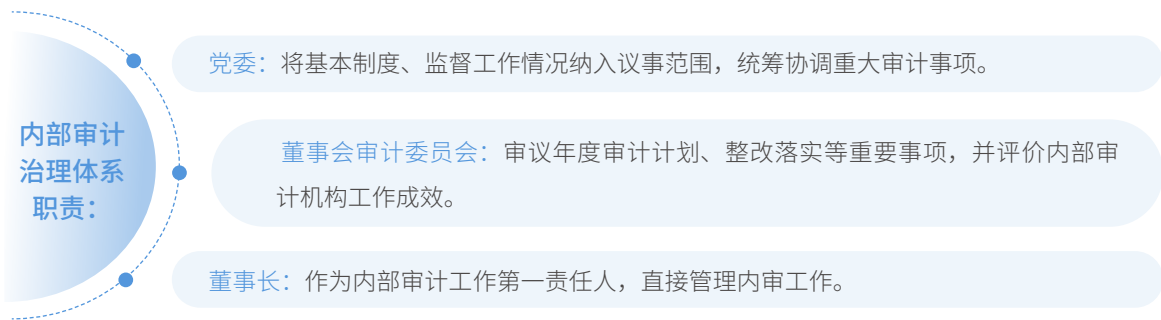 内部审计
治理体系
职责：
党委：将基本制度、监督工作情况纳入议事范围，统筹协调重大审计事项。
董事会审计委员会：审议年度审计计划、整改落实等重要事项，并评价内部审
计机构工作成效。
董事长：作为内部审计工作第一责任人，直接管理内审工作。